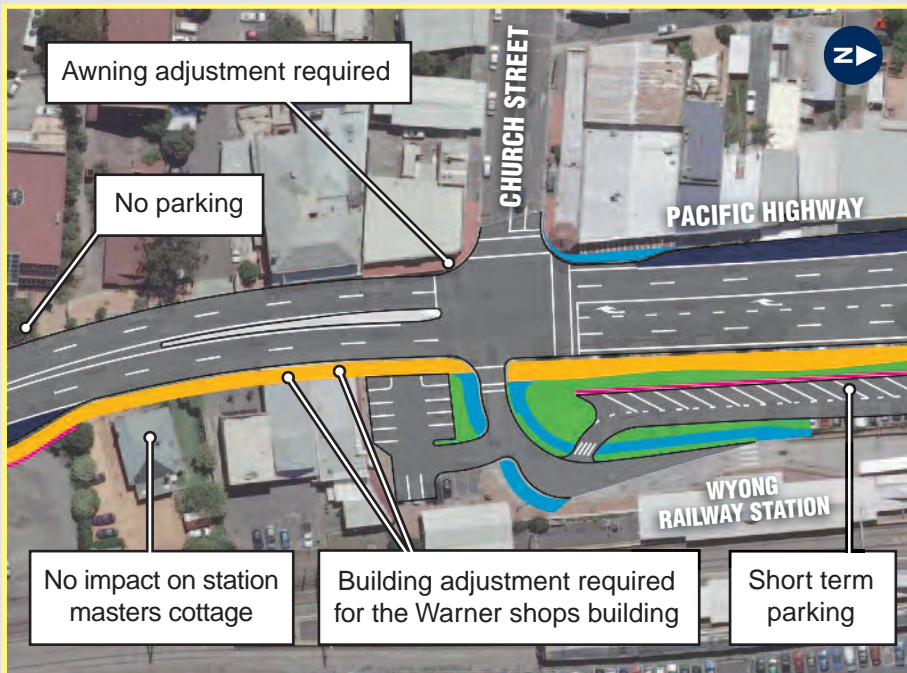 Awning adjustment required
N
CHURCH STREET
No parking
PACIFIC HIGHWAY
WYONG
RAILWAY STATION
No impact on station
masters cottage
Building adjustment required
for the Warner shops building
Short term
parking